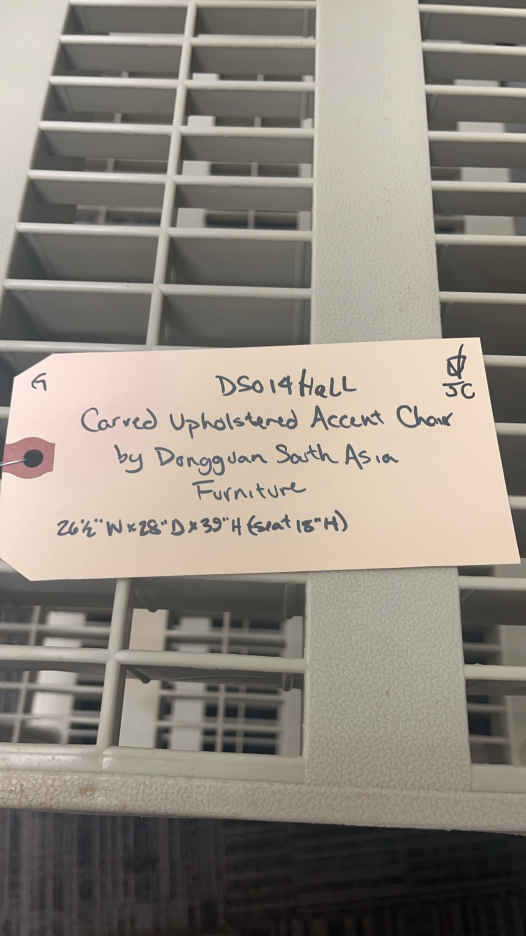 G
DS014HaLL
JC
Carved Upholstered Accent Chair
by Dongguan South Asia
Furniture
26½" W x 28" D x 39" H (seat 18" H)